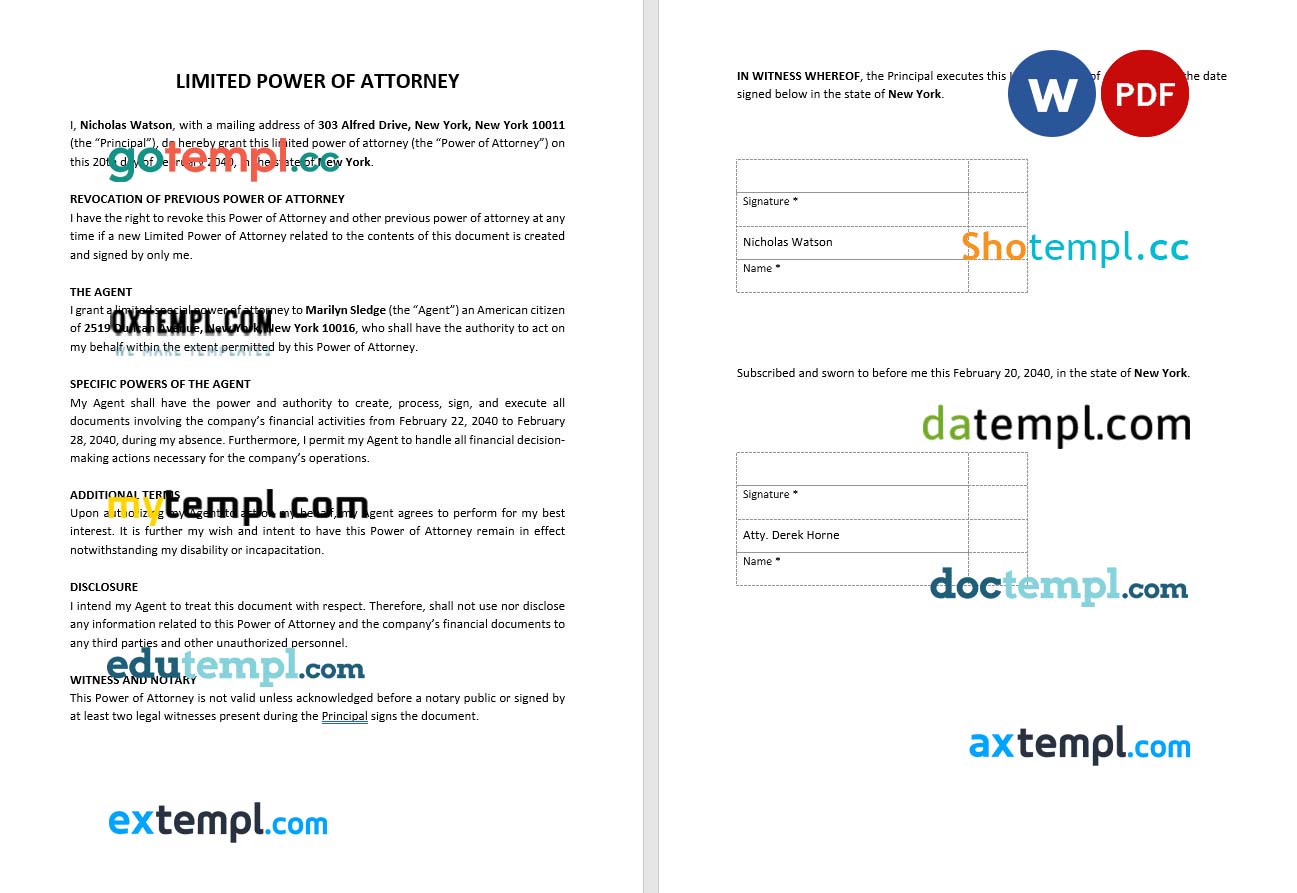 LIMITED POWER OF ATTORNEY
I, Nicholas Watson, with a mailing address of 303 Alfred Drive, New York, New York 10011
(the “Principal”), do hereby grant this limited power of attorney (the “Power of Attorney”) on
this 20th day of February 2040, in the state of New York.
gotempl.cc
REVOCATION OF PREVIOUS POWER OF ATTORNEY
I have the right to revoke this Power of Attorney and other previous power of attorney at any
time if a new Limited Power of Attorney related to the contents of this document is created
and signed by only me.
THE AGENT
I grant a limited special power of attorney to Marilyn Sledge (the “Agent”) an American citizen
of 2519 Duncan Avenue, New York, New York 10016, who shall have the authority to act on
my behalf within the extent permitted by this Power of Attorney.
OXTEMPL.COM
WE MAKE TEMPLATES
SPECIFIC POWERS OF THE AGENT
My Agent shall have the power and authority to create, process, sign, and execute all
documents involving the company’s financial activities from February 22, 2040 to February
28, 2040, during my absence. Furthermore, I permit my Agent to handle all financial decision-
making actions necessary for the company’s operations.
ADDITIONAL TERMS
mytempl.com
Upon authorizing my Agent to act on my behalf, my Agent agrees to perform for my best
interest. It is further my wish and intent to have this Power of Attorney remain in effect
notwithstanding my disability or incapacitation.
DISCLOSURE
I intend my Agent to treat this document with respect. Therefore, shall not use nor disclose
any information related to this Power of Attorney and the company’s financial documents to
any third parties and other unauthorized personnel.
edutempl.com
WITNESS AND NOTARY
This Power of Attorney is not valid unless acknowledged before a notary public or signed by
at least two legal witnesses present during the Principal signs the document.
extempl.com
IN WITNESS WHEREOF, the Principal executes this of the date
signed below in the state of New York.
W PDF
Signature *
Nicholas Watson
Name *
Shotempl.cc
Subscribed and sworn to before me this February 20, 2040, in the state of New York.
datempl.com
Signature *
Atty. Derek Horne
Name *
doctempl.com
axtempl.com